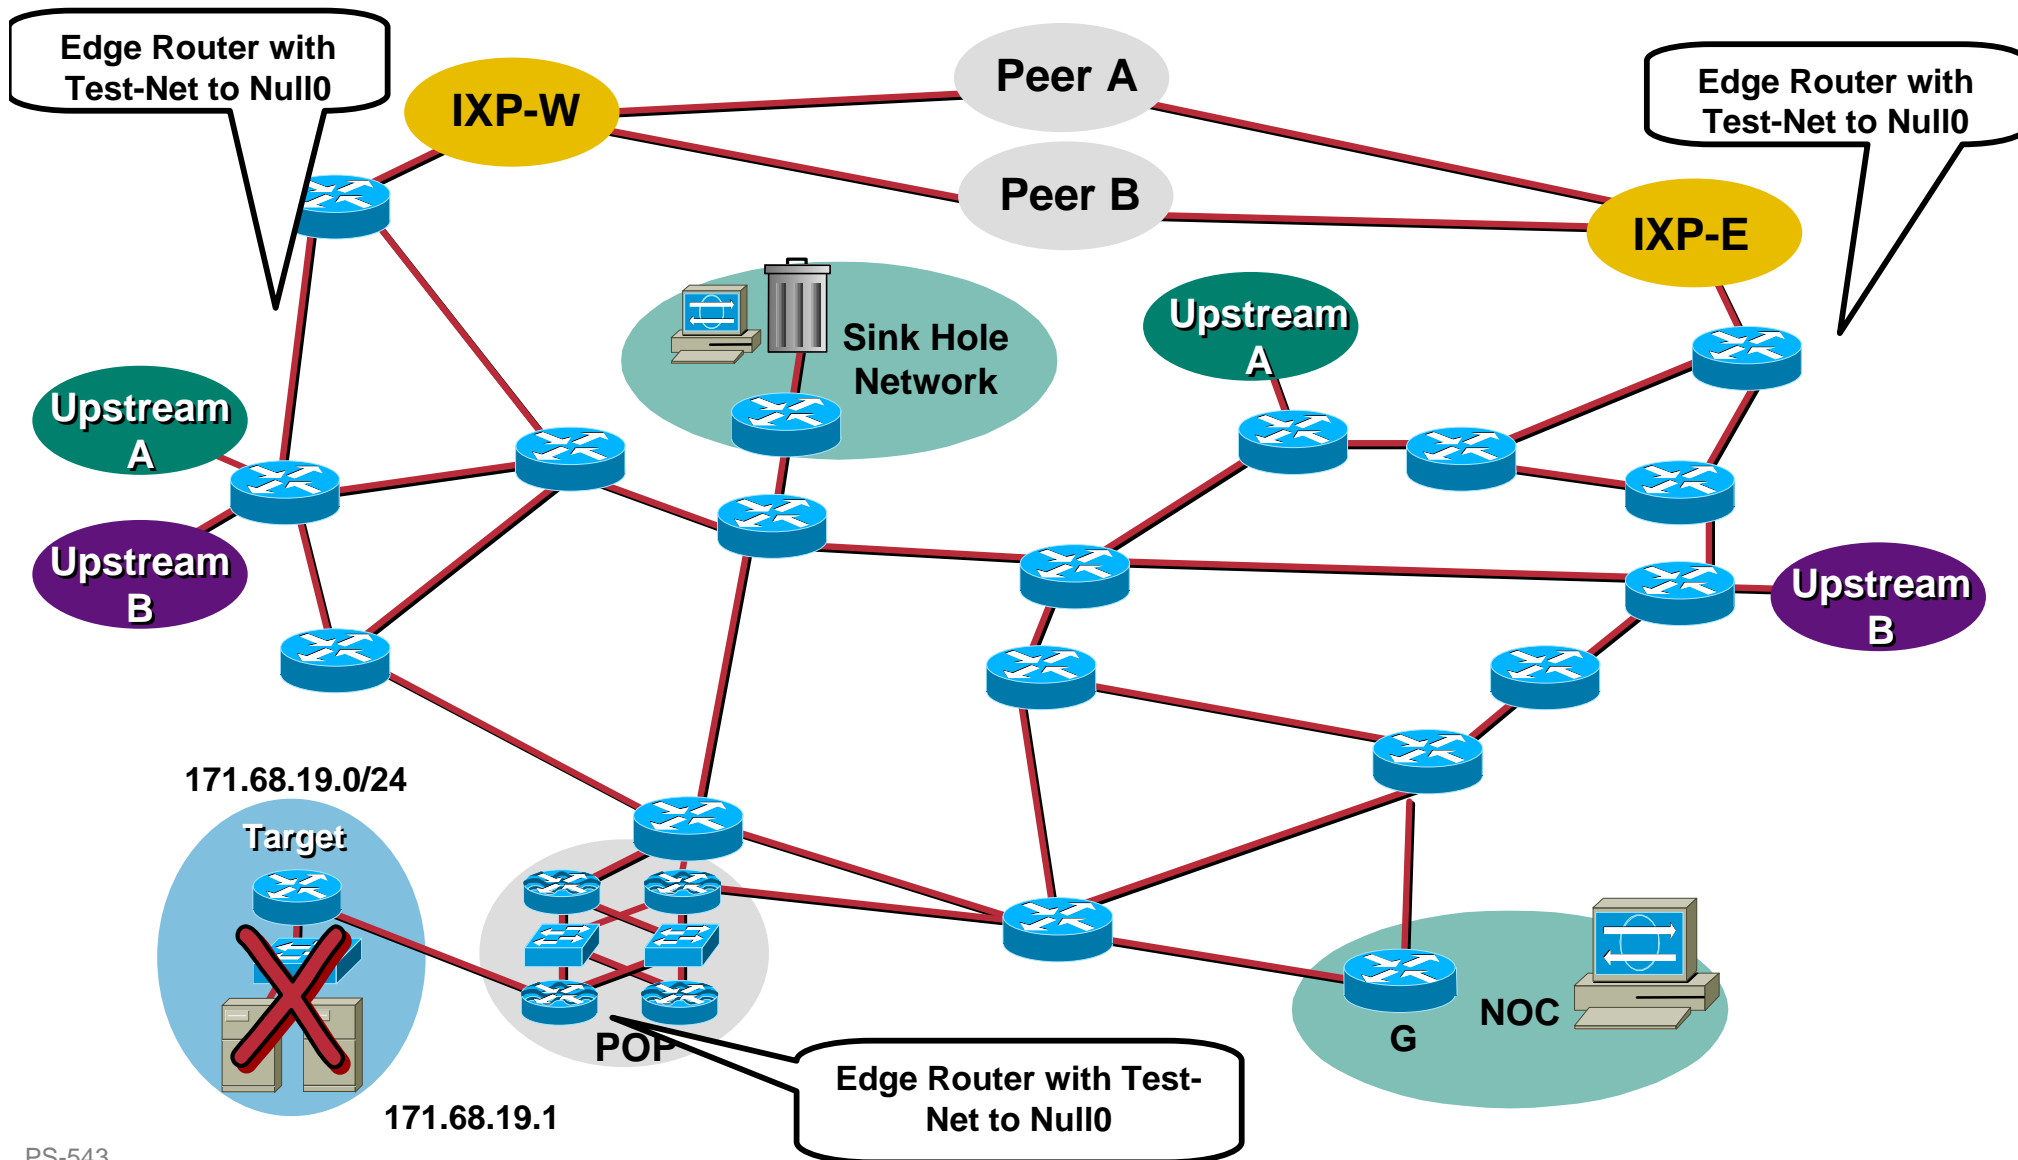 Edge Router with
Test-Net to Null0
IXP-W
Peer A
Edge Router with
Test-Net to Null0
Peer B
IXP-E
Sink Hole
Network
Upstream
A
Upstream
A
Upstream
B
Upstream
B
171.68.19.0/24
Target
POP
NOC
G
Edge Router with Test-
Net to Null0
171.68.19.1
PS-543